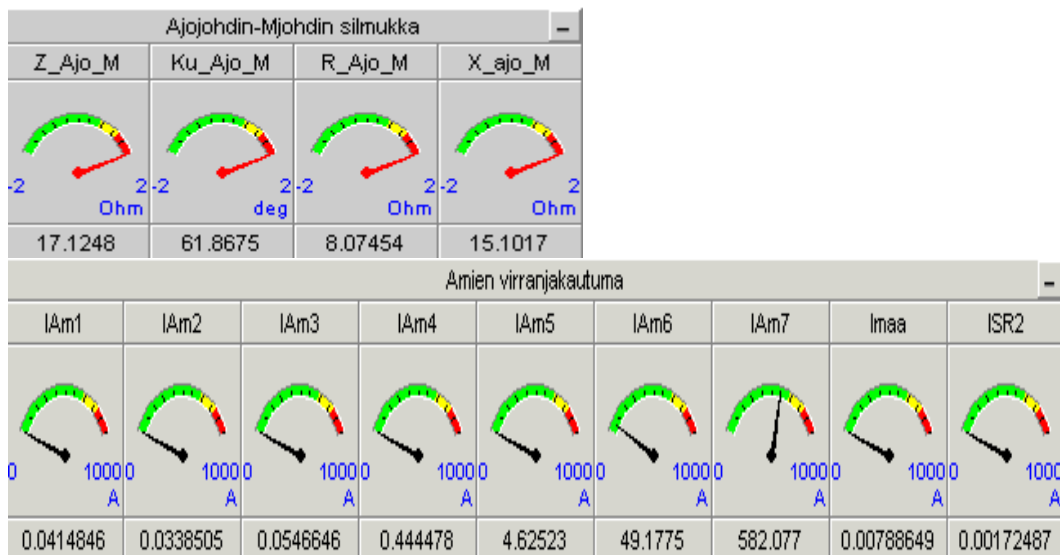 Ajojohdin-Mjohdin silmukka
Z_Ajo_M Ku_Ajo_M R_Ajo_M X_ajo_M
-2 2 -2 2 -2 2 -2 2
Ohm deg Ohm Ohm
17.1248 61.8675 8.07454 15.1017
Amien virranjakautuma
IAm1 IAm2 IAm3 IAm4 IAm5 IAm6 IAm7 Imaa ISR2
0 1000 0 1000 0 1000 0 1000 0 1000 0 1000 0 1000 0 1000 0 1000
A A A A A A A A A
0.0414846 0.0338505 0.0546646 0.444478 4.62523 49.1775 582.077 0.00788649 0.00172487